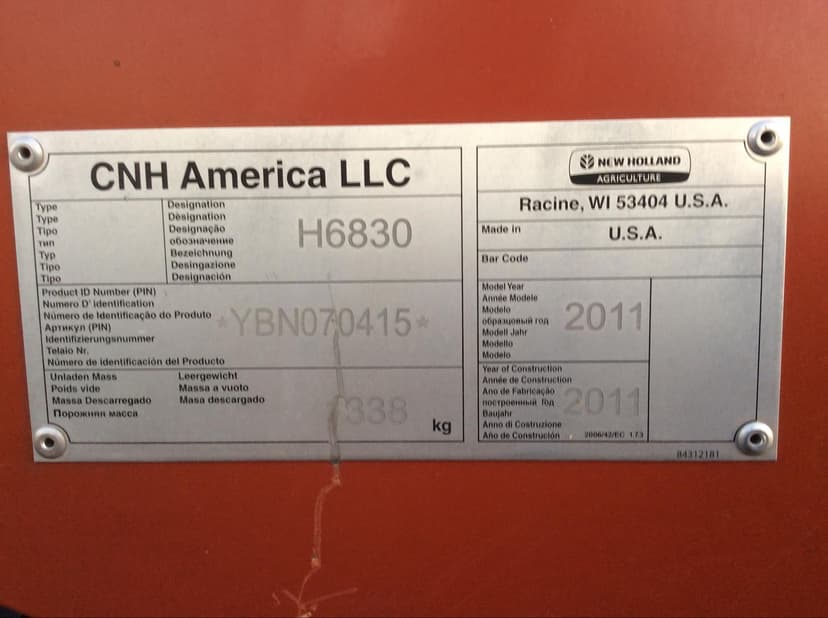 CNH America LLC
Type
Type
Tipo
тип
Typ
Tipo
Tipo
Designation
Dèsignation
Designação
обозначение
Bezeichnung
Desingazione
Designación
H6830
Product ID Number (PIN)
Numero D' identification
Número de Identificação do Produto
Артикул (PIN)
Identifizierungsnummer
Telaio Nr.
Número de identificación del Producto
*YBN070415*
Unladen Mass
Poids vide
Massa Descarregado
Порожняя масса
Leergewicht
Massa a vuoto
Masa descargado
338
kg
NEW HOLLAND
AGRICULTURE
Racine, WI 53404 U.S.A.
Made in
U.S.A.
Bar Code
Model Year
Année Modele
Modelo
образцовый год
Modell Jahr
Modello
Modelo
2011
Year of Construction
Année de Construction
Ano de Fabricação
построенный Год
Baujahr
Anno di Costruzione
Año de Construción
2011
2006/42/EC 1.7.3
84312181